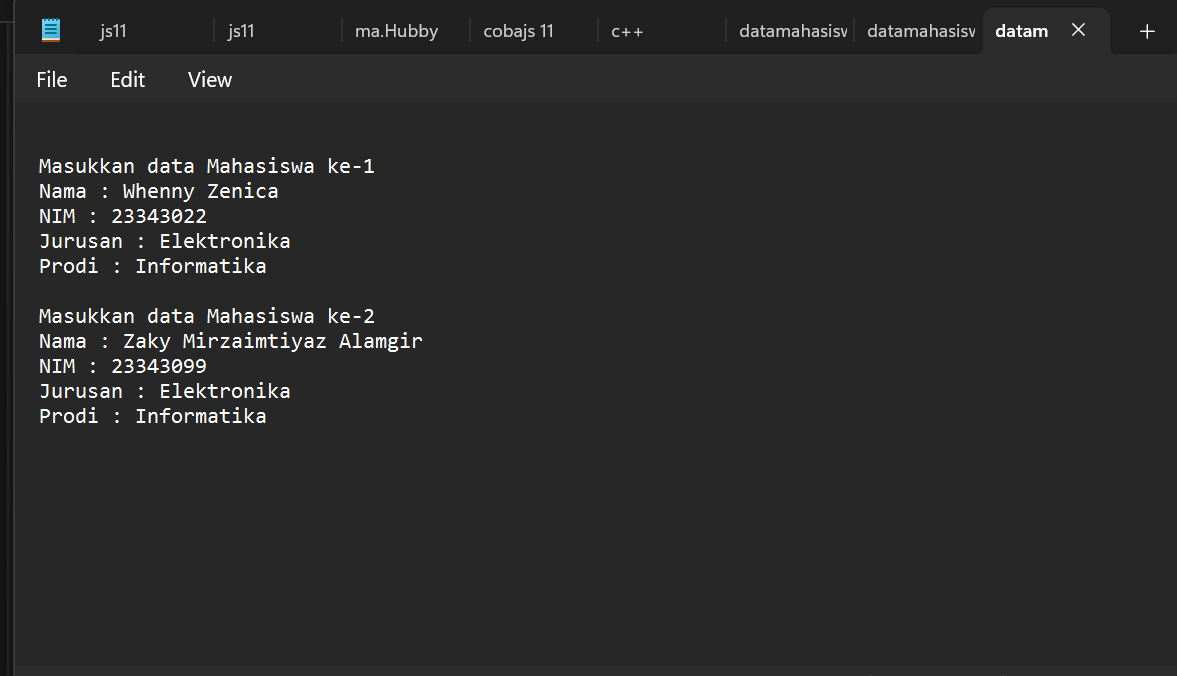 js11 js11 ma.Hubby cobajs 11 c++ datamahasisv datamahasisv datam
File Edit View
Masukkan data Mahasiswa ke-1
Nama : Whenny Zenica
NIM : 23343022
Jurusan : Elektronika
Prodi : Informatika
Masukkan data Mahasiswa ke-2
Nama : Zaky Mirzaimtiyaz Alamgir
NIM : 23343099
Jurusan : Elektronika
Prodi : Informatika